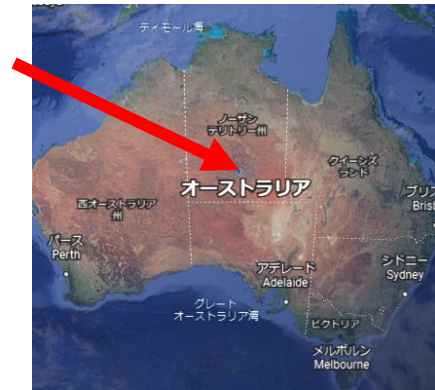 ティモール海
ノーザン
テリトリー州
オーストラリア
クイーンズ
ランド
西オーストラリア
州
ブリス
Brist
パース
Perth
アデレード
Adelaide
シドニー
Sydney
グレート
オーストラリア湾
ビクトリア
メルボルン
Melbourne